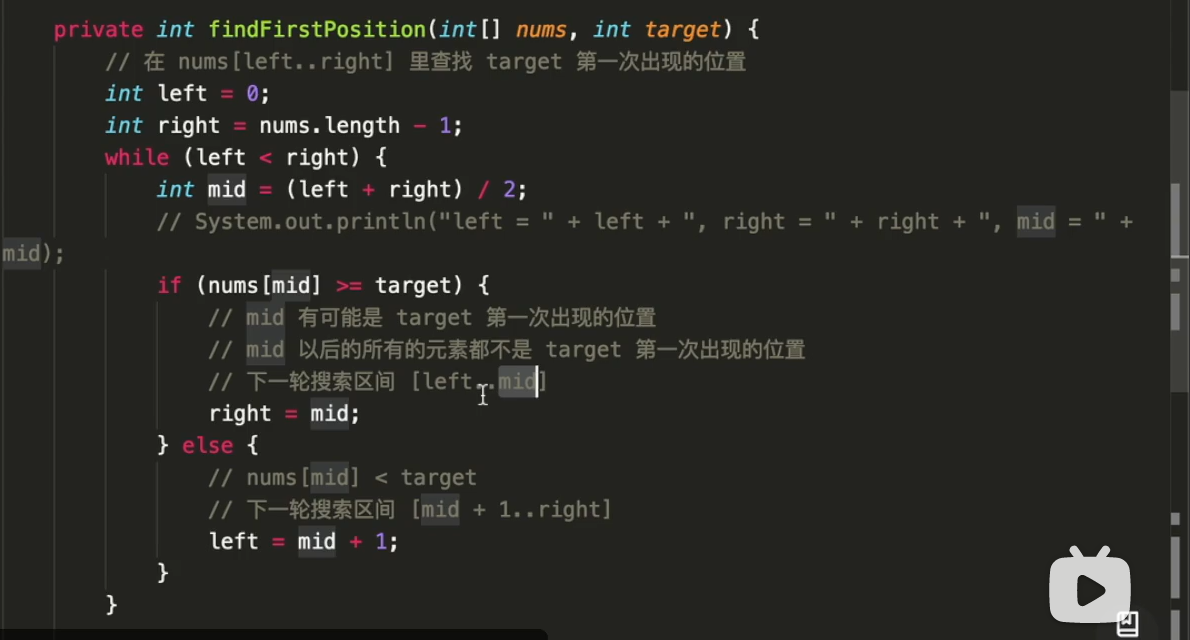 private int findFirstPosition(int[] nums, int target) {
// 在 nums[left..right] 里查找 target 第一次出现的位置
int left = 0;
int right = nums.length - 1;
while (left < right) {
int mid = (left + right) / 2;
// System.out.println("left = " + left + ", right = " + right + ", mid = " +
mid);
if (nums[mid] >= target) {
// mid 有可能是 target 第一次出现的位置
// mid 以后的所有的元素都不是 target 第一次出现的位置
// 下一轮搜索区间 [left..mid]
right = mid;
} else {
// nums[mid] < target
// 下一轮搜索区间 [mid + 1..right]
left = mid + 1;
}
}